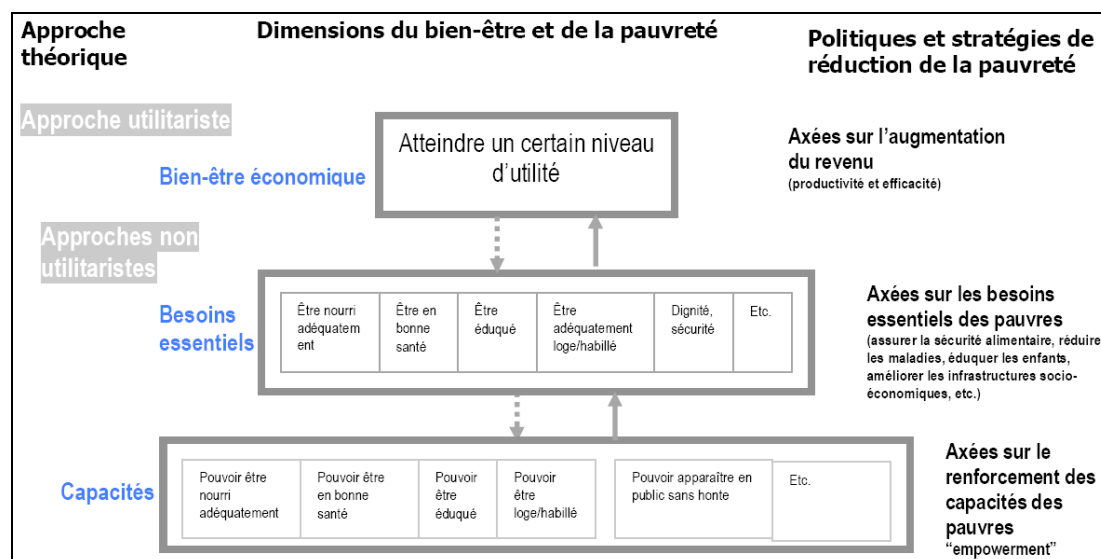 Approche
théorique
Dimensions du bien-être et de la pauvreté
Politiques et stratégies de
réduction de la pauvreté
Approche utilitariste
Bien-être économique
Atteindre un certain niveau
d'utilité
Axées sur l'augmentation
du revenu
(productivité et efficacité)
Approches non
utilitaristes
Besoins
essentiels
Être nourri
adéquatem
ent
Être en
bonne
santé
Être
éduqué
Être
adéquatement
loge/habillé
Dignité,
sécurité
Etc.
Axées sur les besoins
essentiels des pauvres
(assurer la sécurité alimentaire, réduire
les maladies, éduquer les enfants,
améliorer les infrastructures socio-
économiques, etc.)
Capacités
Pouvoir être
nourri
adéquatement
Pouvoir être
en bonne
santé
Pouvoir
être
éduqué
Pouvoir
être
loge/habillé
Pouvoir apparaître en
public sans honte
Etc.
Axées sur le
renforcement des
capacités des
pauvres
"empowerment"